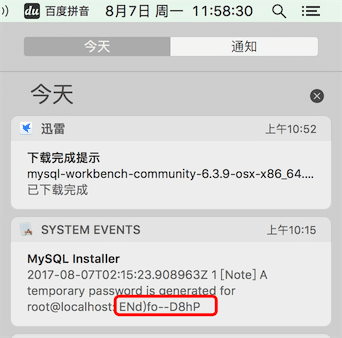 du 百度拼音 8月7日 周一 11:58:30
今天 通知
今天
迅雷 上午10:52
下载完成提示
mysql-workbench-community-6.3.9-osx-x86_64....
已下载完成
SYSTEM EVENTS 上午10:15
MySQL Installer
2017-08-07T02:15:23.908963Z 1 [Note] A
temporary password is generated for
root@localhost: ENd)fo--D8hP